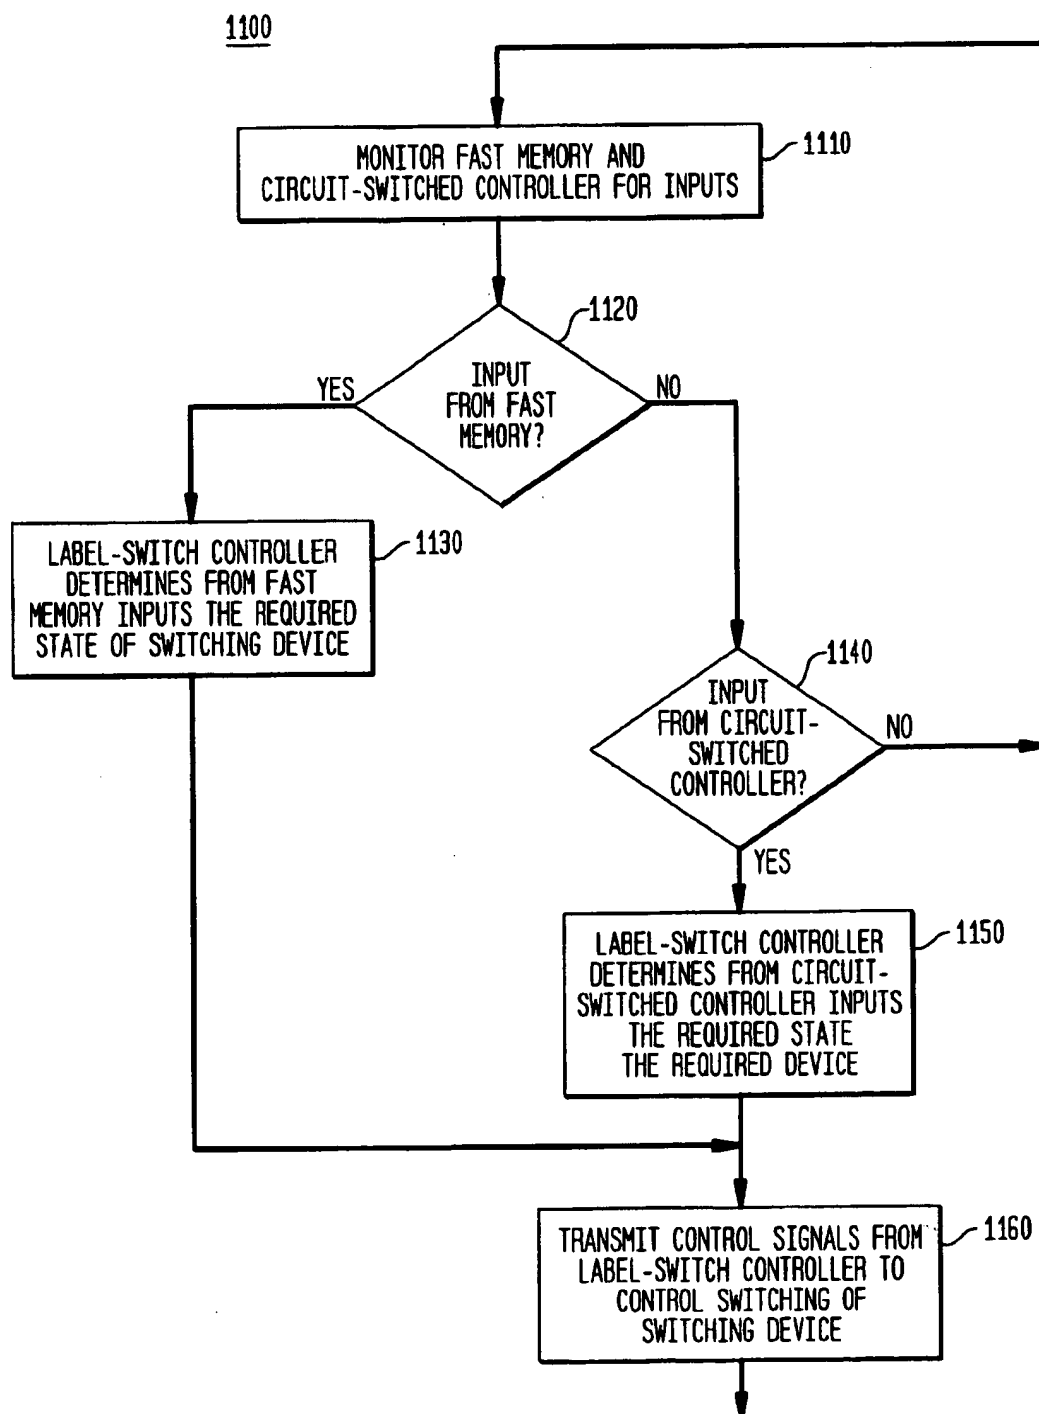 1100
MONITOR FAST MEMORY AND
CIRCUIT-SWITCHED CONTROLLER FOR INPUTS
1110
INPUT
FROM FAST
MEMORY?
1120
YES
NO
LABEL-SWITCH CONTROLLER
DETERMINES FROM FAST
MEMORY INPUTS THE REQUIRED
STATE OF SWITCHING DEVICE
1130
INPUT
FROM CIRCUIT-
SWITCHED
CONTROLLER?
1140
NO
YES
LABEL-SWITCH CONTROLLER
DETERMINES FROM CIRCUIT-
SWITCHED CONTROLLER INPUTS
THE REQUIRED STATE
THE REQUIRED DEVICE
1150
TRANSMIT CONTROL SIGNALS FROM
LABEL-SWITCH CONTROLLER TO
CONTROL SWITCHING OF
SWITCHING DEVICE
1160